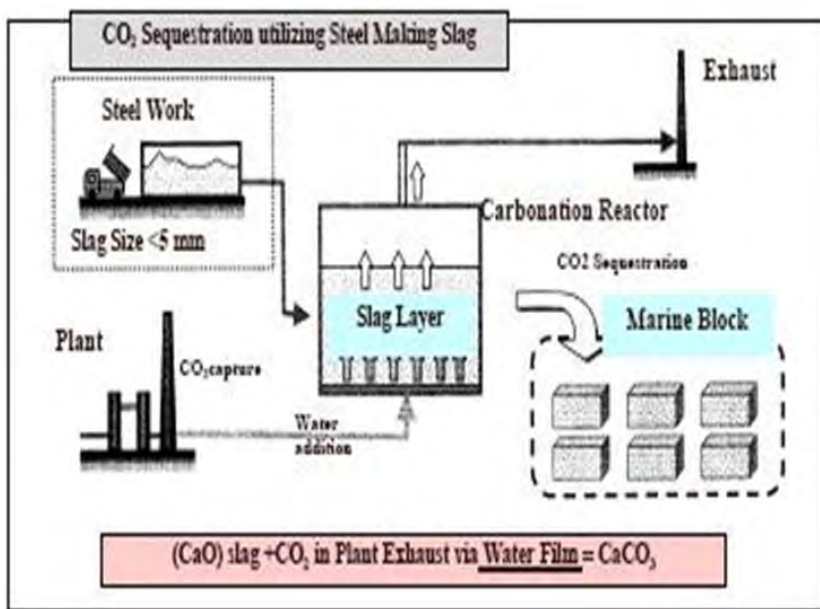 CO₂ Sequestration utilizing Steel Making Slag
Exhaust
Steel Work
Slag Size <5 mm
Carbonation Reactor
CO2 Sequestration
Slag Layer
Marine Block
Plant
CO₂capture
Water
addition
(CaO) slag +CO₂ in Plant Exhaust via Water Film = CaCO₃